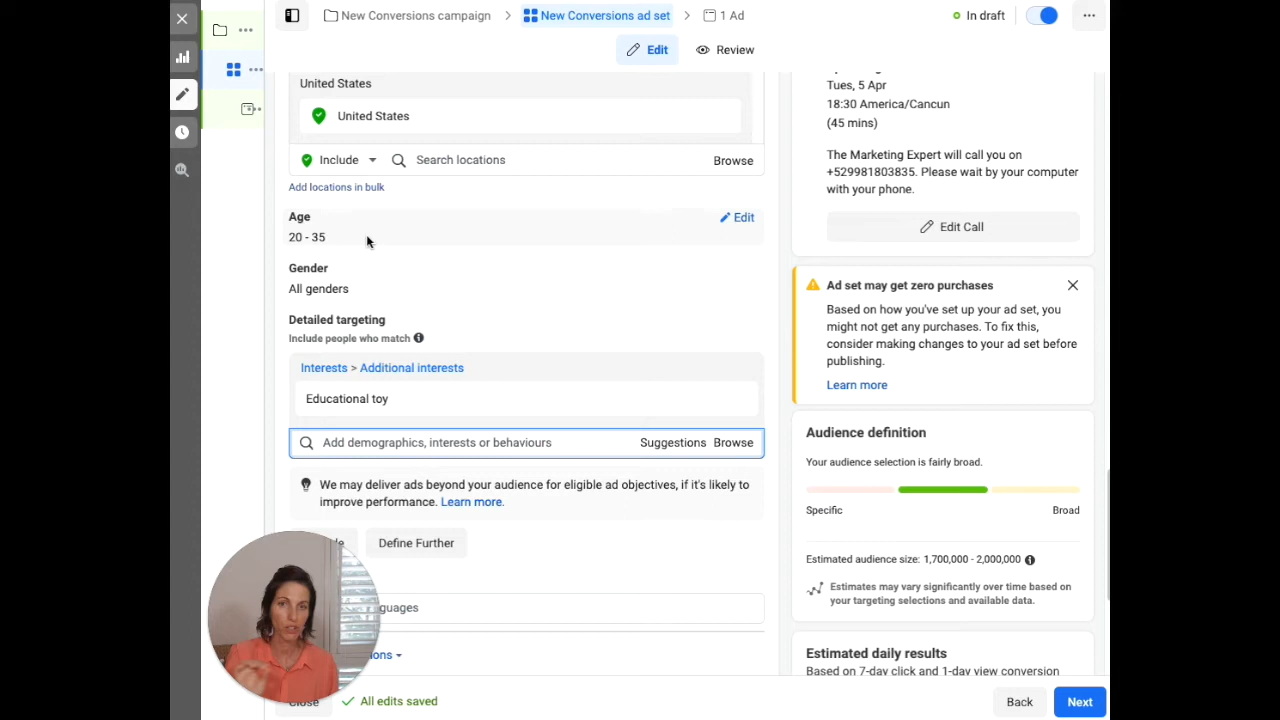 New Conversions campaign > New Conversions ad set > 1 Ad
In draft
Edit
Review
United States
United States
Include
Search locations
Browse
Add locations in bulk
Age
Edit
20 - 35
Gender
All genders
Detailed targeting
Include people who match
Interests > Additional interests
Educational toy
Add demographics, interests or behaviours
Suggestions
Browse
We may deliver ads beyond your audience for eligible ad objectives, if it's likely to
improve performance. Learn more.
Define Further
Close
All edits saved
Tues, 5 Apr
18:30 America/Cancun
(45 mins)
The Marketing Expert will call you on
+529981803835. Please wait by your computer
with your phone.
Edit Call
Ad set may get zero purchases
Based on how you've set up your ad set, you
might not get any purchases. To fix this,
consider making changes to your ad set before
publishing.
Learn more
Audience definition
Your audience selection is fairly broad.
Specific
Broad
Estimated audience size: 1,700,000 - 2,000,000
Estimates may vary significantly over time based on
your targeting selections and available data.
Estimated daily results
Based on 7-day click and 1-day view conversion
Back
Next